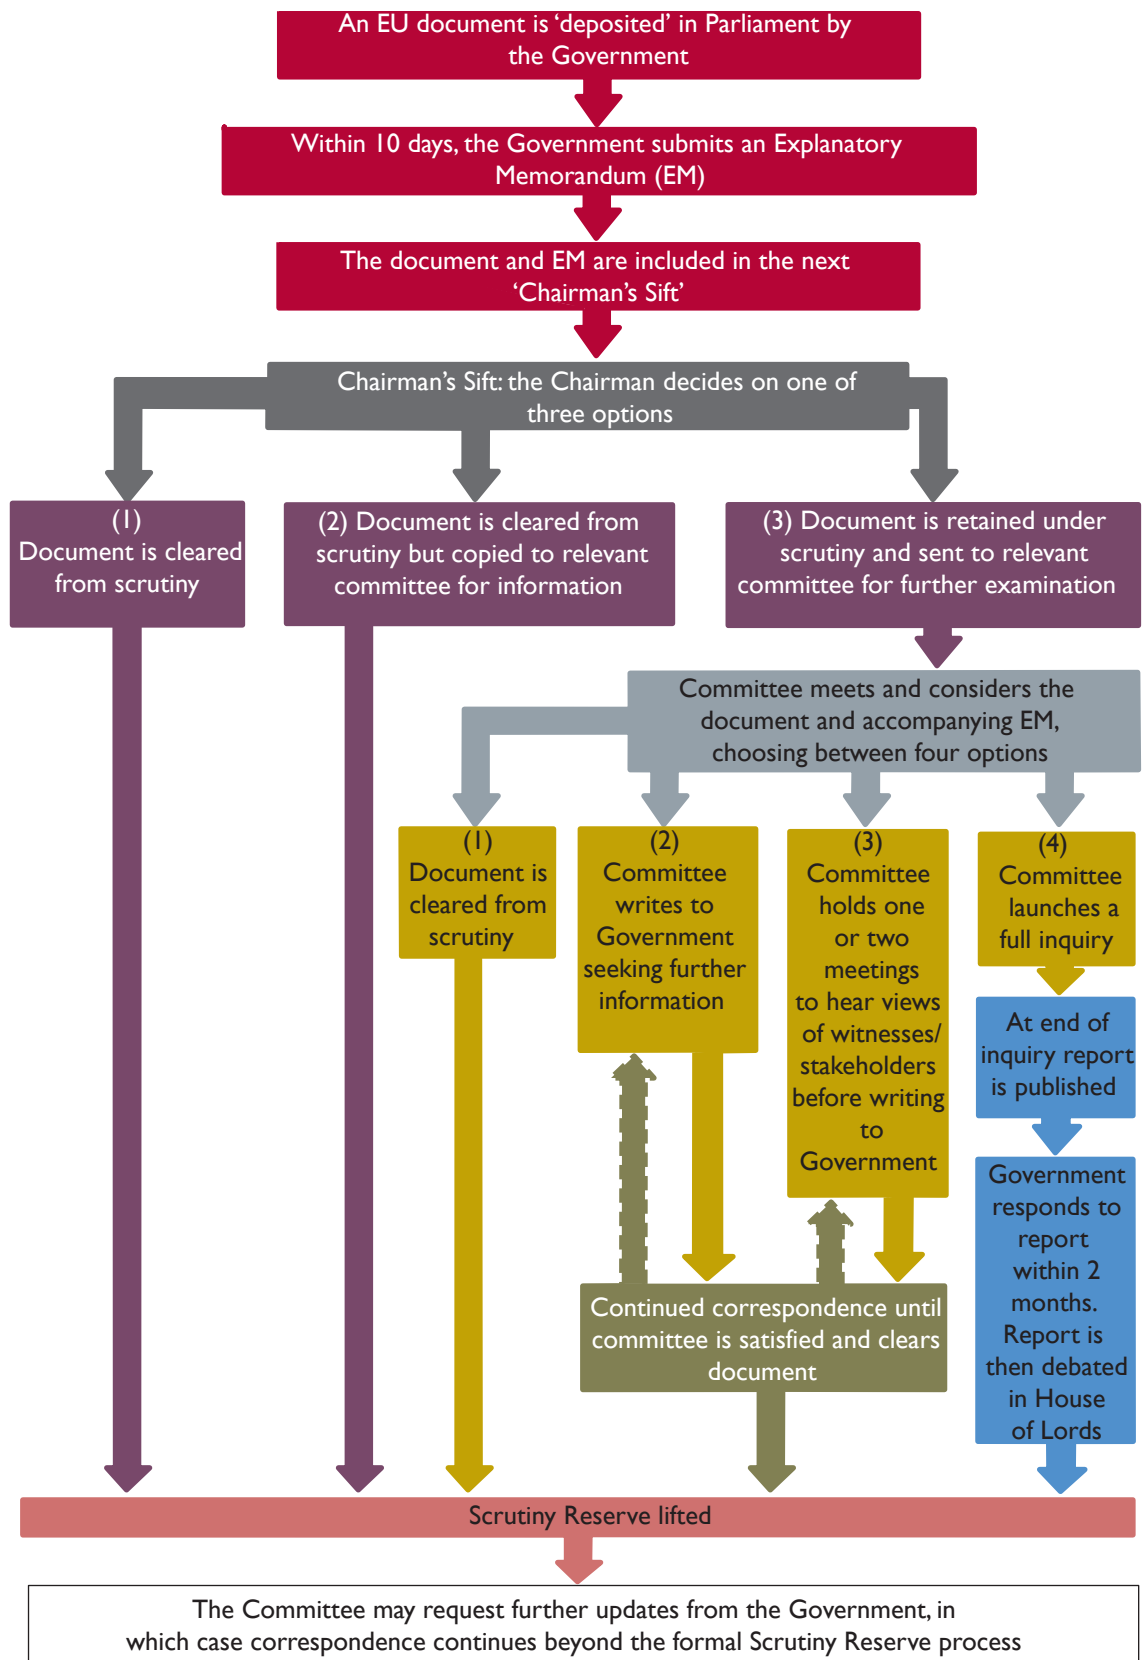 An EU document is ‘deposited’ in Parliament by
the Government
Within 10 days, the Government submits an Explanatory
Memorandum (EM)
The document and EM are included in the next
‘Chairman’s Sift’
Chairman’s Sift: the Chairman decides on one of
three options
(1)
Document is cleared
from scrutiny
(2) Document is cleared from
scrutiny but copied to relevant
committee for information
(3) Document is retained under
scrutiny and sent to relevant
committee for further examination
Committee meets and considers the
document and accompanying EM,
choosing between four options
(1)
Document is
cleared from
scrutiny
(2)
Committee
writes to
Government
seeking further
information
(3)
Committee
holds one
or two
meetings
to hear views
of witnesses/
stakeholders
before writing
to
Government
(4)
Committee
launches a
full inquiry
At end of
inquiry report
is published
Government
responds to
report
within 2
months.
Report is
then debated
in House
of Lords
Continued correspondence until
committee is satisfied and clears
document
Scrutiny Reserve lifted
The Committee may request further updates from the Government, in
which case correspondence continues beyond the formal Scrutiny Reserve process